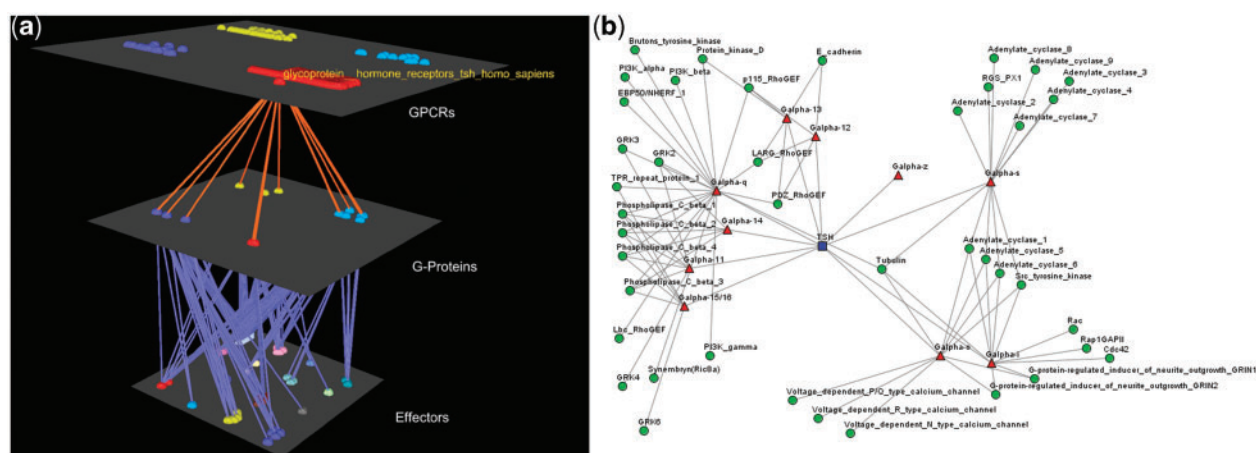 (a)
glycoprotein hormone_receptors_tsh_homo_sapiens
GPCRs
G-Proteins
Effectors
(b)
Brutons_tyrosine_kinase
Protein_kinase_D
E_cadherin
PI3K_alpha
PI3K_beta
p115_RhoGEF
EBP50/NHERF_1
Galpha-13
Galpha-12
GRK3
GRK2
LARG_RhoGEF
TPR_repeat_protein_1
Galpha-q
PDZ_RhoGEF
Phospholipase_C_beta_1
Phospholipase_C_beta_2
Galpha-14
Phospholipase_C_beta_4
Galpha-11
Phospholipase_C_beta_3
Galpha-15/16
Lbc_RhoGEF
PI3K_gamma
GRK4
Synembryn(Ric8a)
GRK6
Adenylate_cyclase_8
Adenylate_cyclase_9
RGS_PX1
Adenylate_cyclase_3
Adenylate_cyclase_2
Adenylate_cyclase_4
Adenylate_cyclase_7
Galpha-z
Galpha-s
TSH
Tubulin
Adenylate_cyclase_1
Adenylate_cyclase_5
Adenylate_cyclase_6
Src_tyrosine_kinase
Rac
Rap1GAPII
Cdc42
Galpha-o
Galpha-i
G-protein-regulated_inducer_of_neurite_outgrowth_GRIN1
G-protein-regulated_inducer_of_neurite_outgrowth_GRIN2
Voltage_dependent_P/Q_type_calcium_channel
Voltage_dependent_R_type_calcium_channel
Voltage_dependent_N_type_calcium_channel